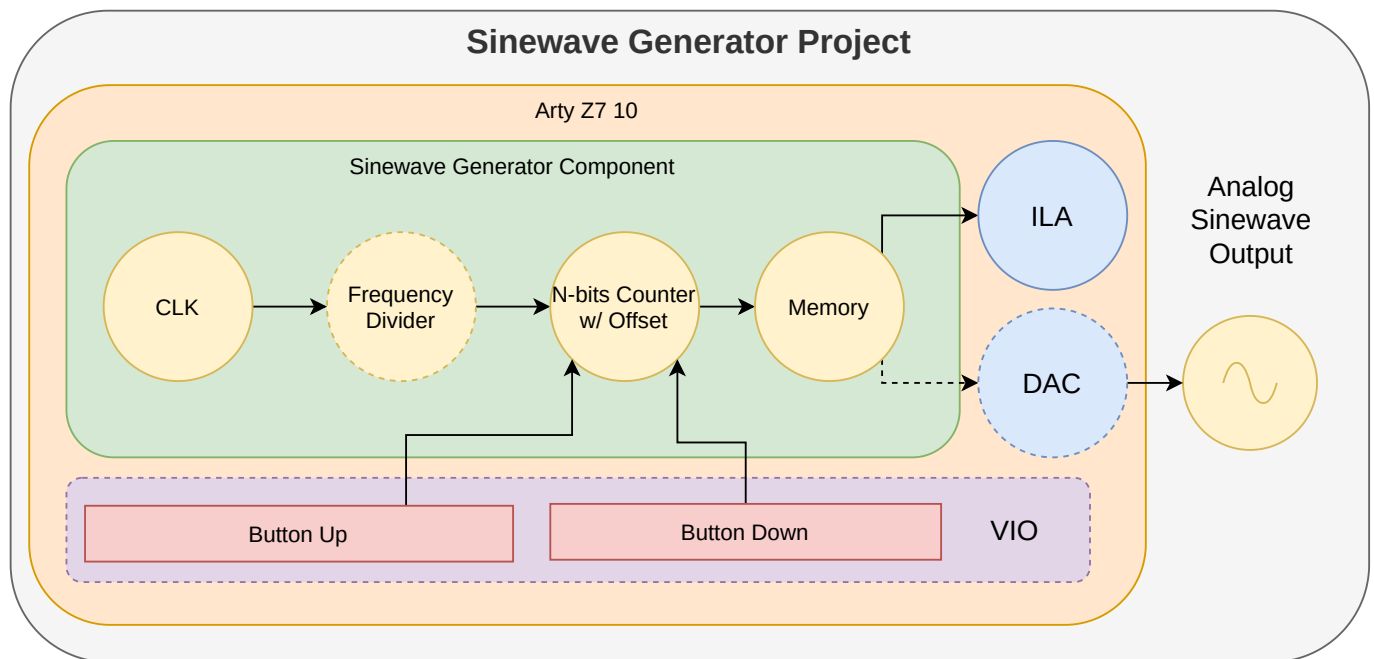 Sinewave Generator Project
Arty Z7 10
Sinewave Generator Component
CLK
Frequency
Divider
N-bits Counter
w/ Offset
Memory
ILA
DAC
Analog
Sinewave
Output
Button Up
Button Down
VIO